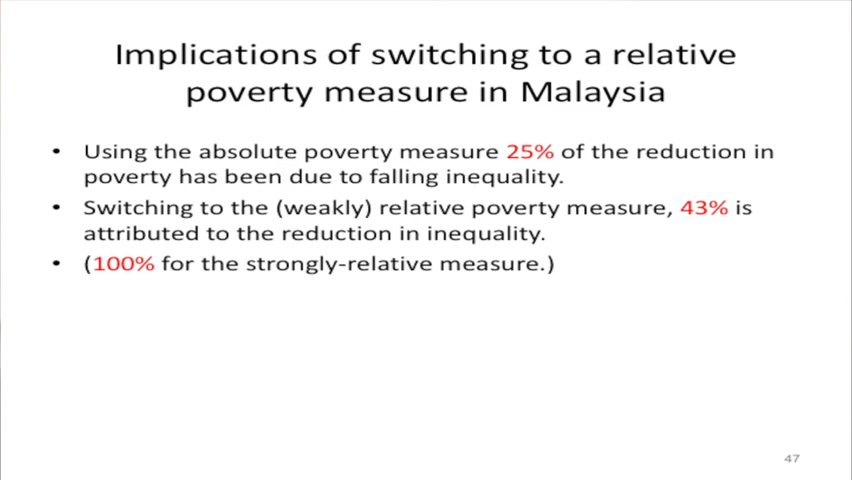 Implications of switching to a relative
poverty measure in Malaysia
• Using the absolute poverty measure 25% of the reduction in
poverty has been due to falling inequality.
• Switching to the (weakly) relative poverty measure, 43% is
attributed to the reduction in inequality.
• (100% for the strongly-relative measure.)
47